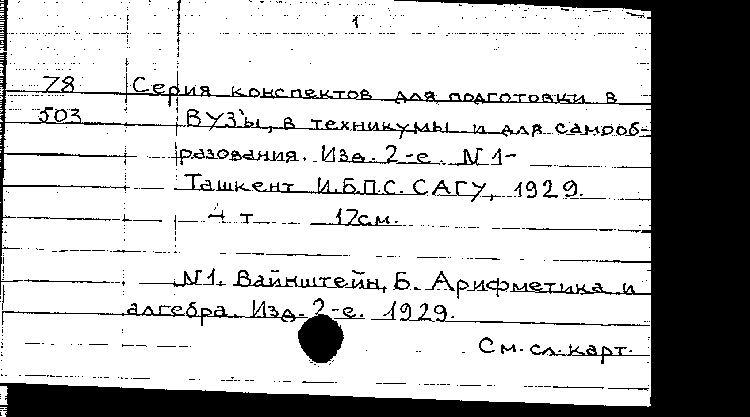 1
78 Серия конспектов для подготовки в
503 ВУЗ'ы, в техникумы и для самооб-
разования. Изд. 2-е. N 1-
Ташкент И.Б.П.С. САГУ, 1929.
4 т 17см.
N1. Вайнштейн, Б. Арифметика и
алгебра. Изд. 2-е. 1929.
См. сл. карт.